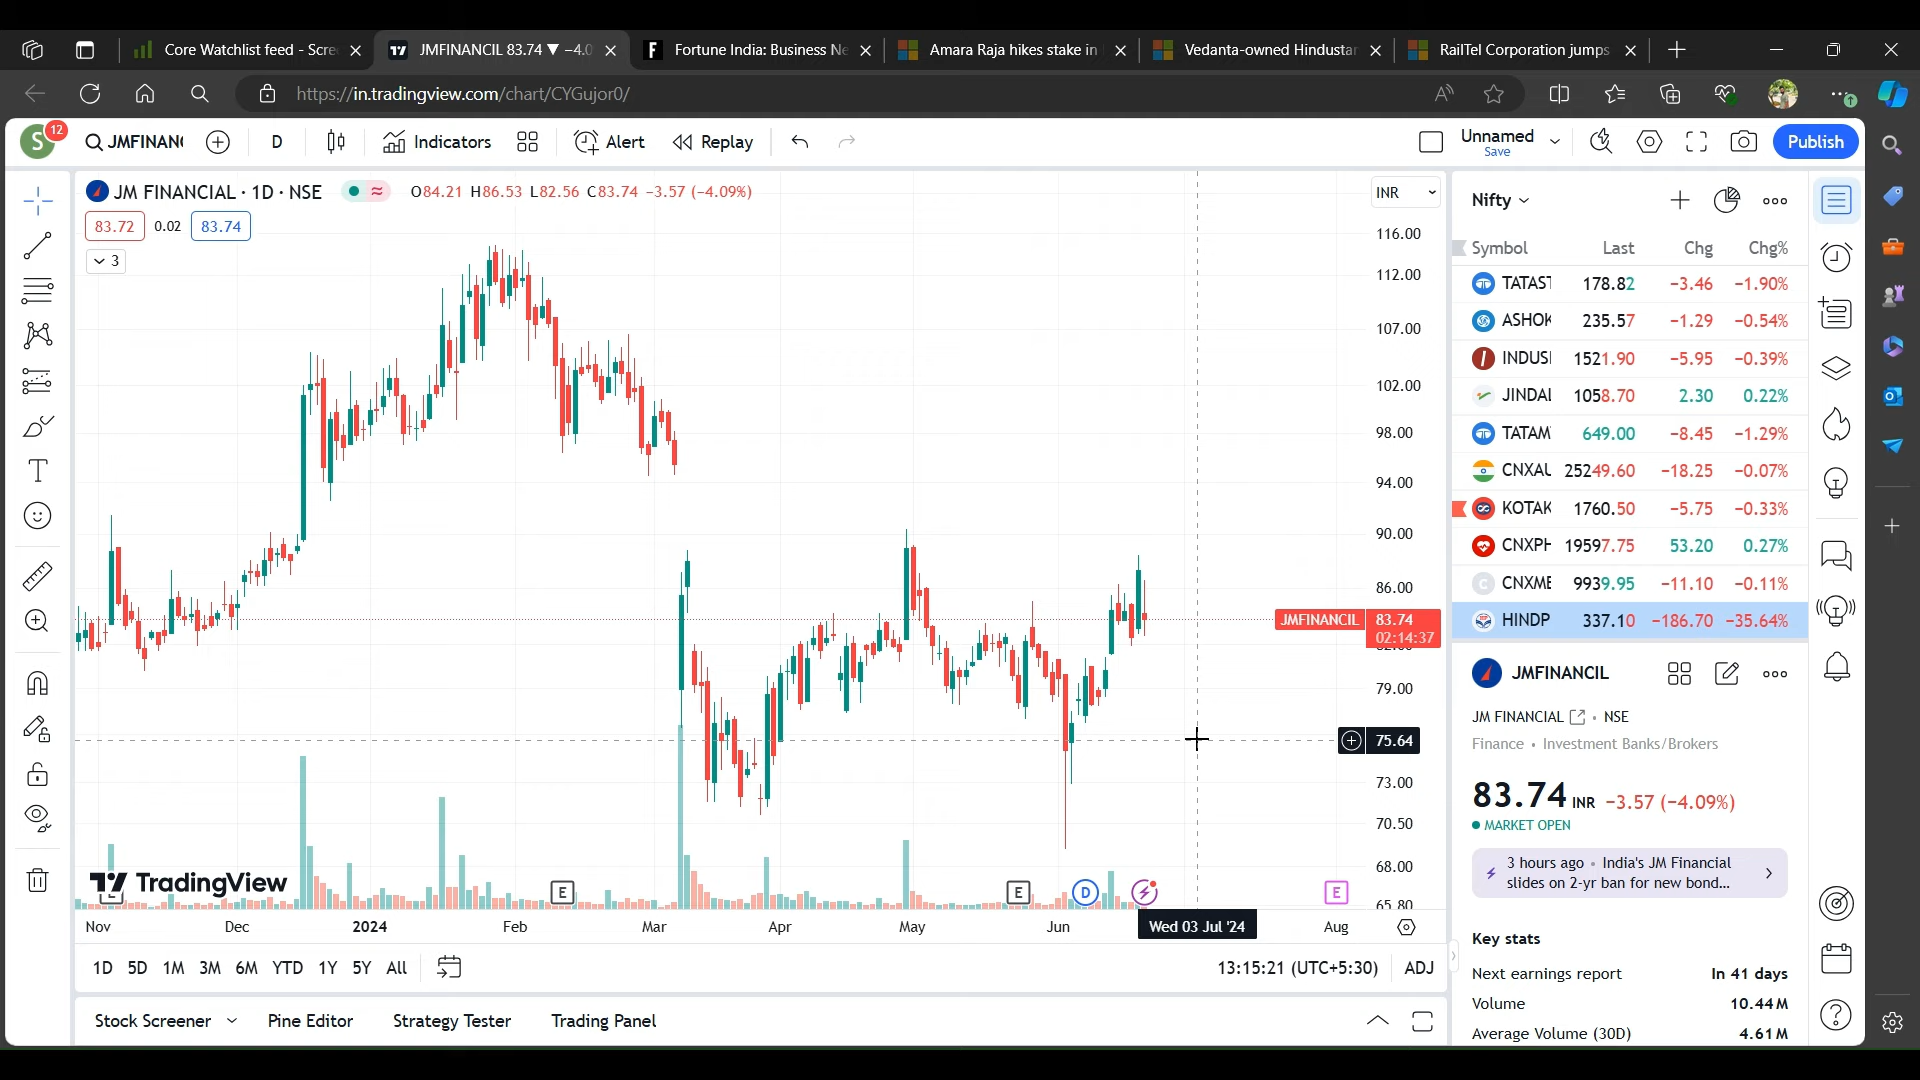 Core Watchlist feed - Scre
JMFINANCIL 83.74 ▼ −4.0
Fortune India: Business Ne
Amara Raja hikes stake in
Vedanta-owned Hindustan
RailTel Corporation jumps
https://in.tradingview.com/chart/CYGujor0/
S 12
JMFINANC
D
Indicators
Alert
Replay
Unnamed
Save
Publish
JM FINANCIAL · 1D · NSE
O84.21 H86.53 L82.56 C83.74 −3.57 (−4.09%)
83.72 0.02 83.74
3
INR
116.00
112.00
107.00
102.00
98.00
94.00
90.00
86.00
JMFINANCIL 83.74
02:14:37
82.00
79.00
75.64
73.00
70.50
68.00
65.80
TradingView
E E E D E
Nov Dec 2024 Feb Mar Apr May Jun Wed 03 Jul '24 Aug
1D 5D 1M 3M 6M YTD 1Y 5Y All
13:15:21 (UTC+5:30) ADJ
Stock Screener Pine Editor Strategy Tester Trading Panel
Nifty
Symbol Last Chg Chg%
TATAST 178.82 −3.46 −1.90%
ASHOK 235.57 −1.29 −0.54%
INDUSI 1521.90 −5.95 −0.39%
JINDAL 1058.70 2.30 0.22%
TATAM 649.00 −8.45 −1.29%
CNXAU 25249.60 −18.25 −0.07%
KOTAK 1760.50 −5.75 −0.33%
CNXPH 19597.75 53.20 0.27%
CNXME 9939.95 −11.10 −0.11%
HINDP 337.10 −186.70 −35.64%
JMFINANCIL
JM FINANCIAL · NSE
Finance · Investment Banks/Brokers
83.74 INR −3.57 (−4.09%)
MARKET OPEN
3 hours ago · India's JM Financial
slides on 2-yr ban for new bond...
Key stats
Next earnings report In 41 days
Volume 10.44M
Average Volume (30D) 4.61M